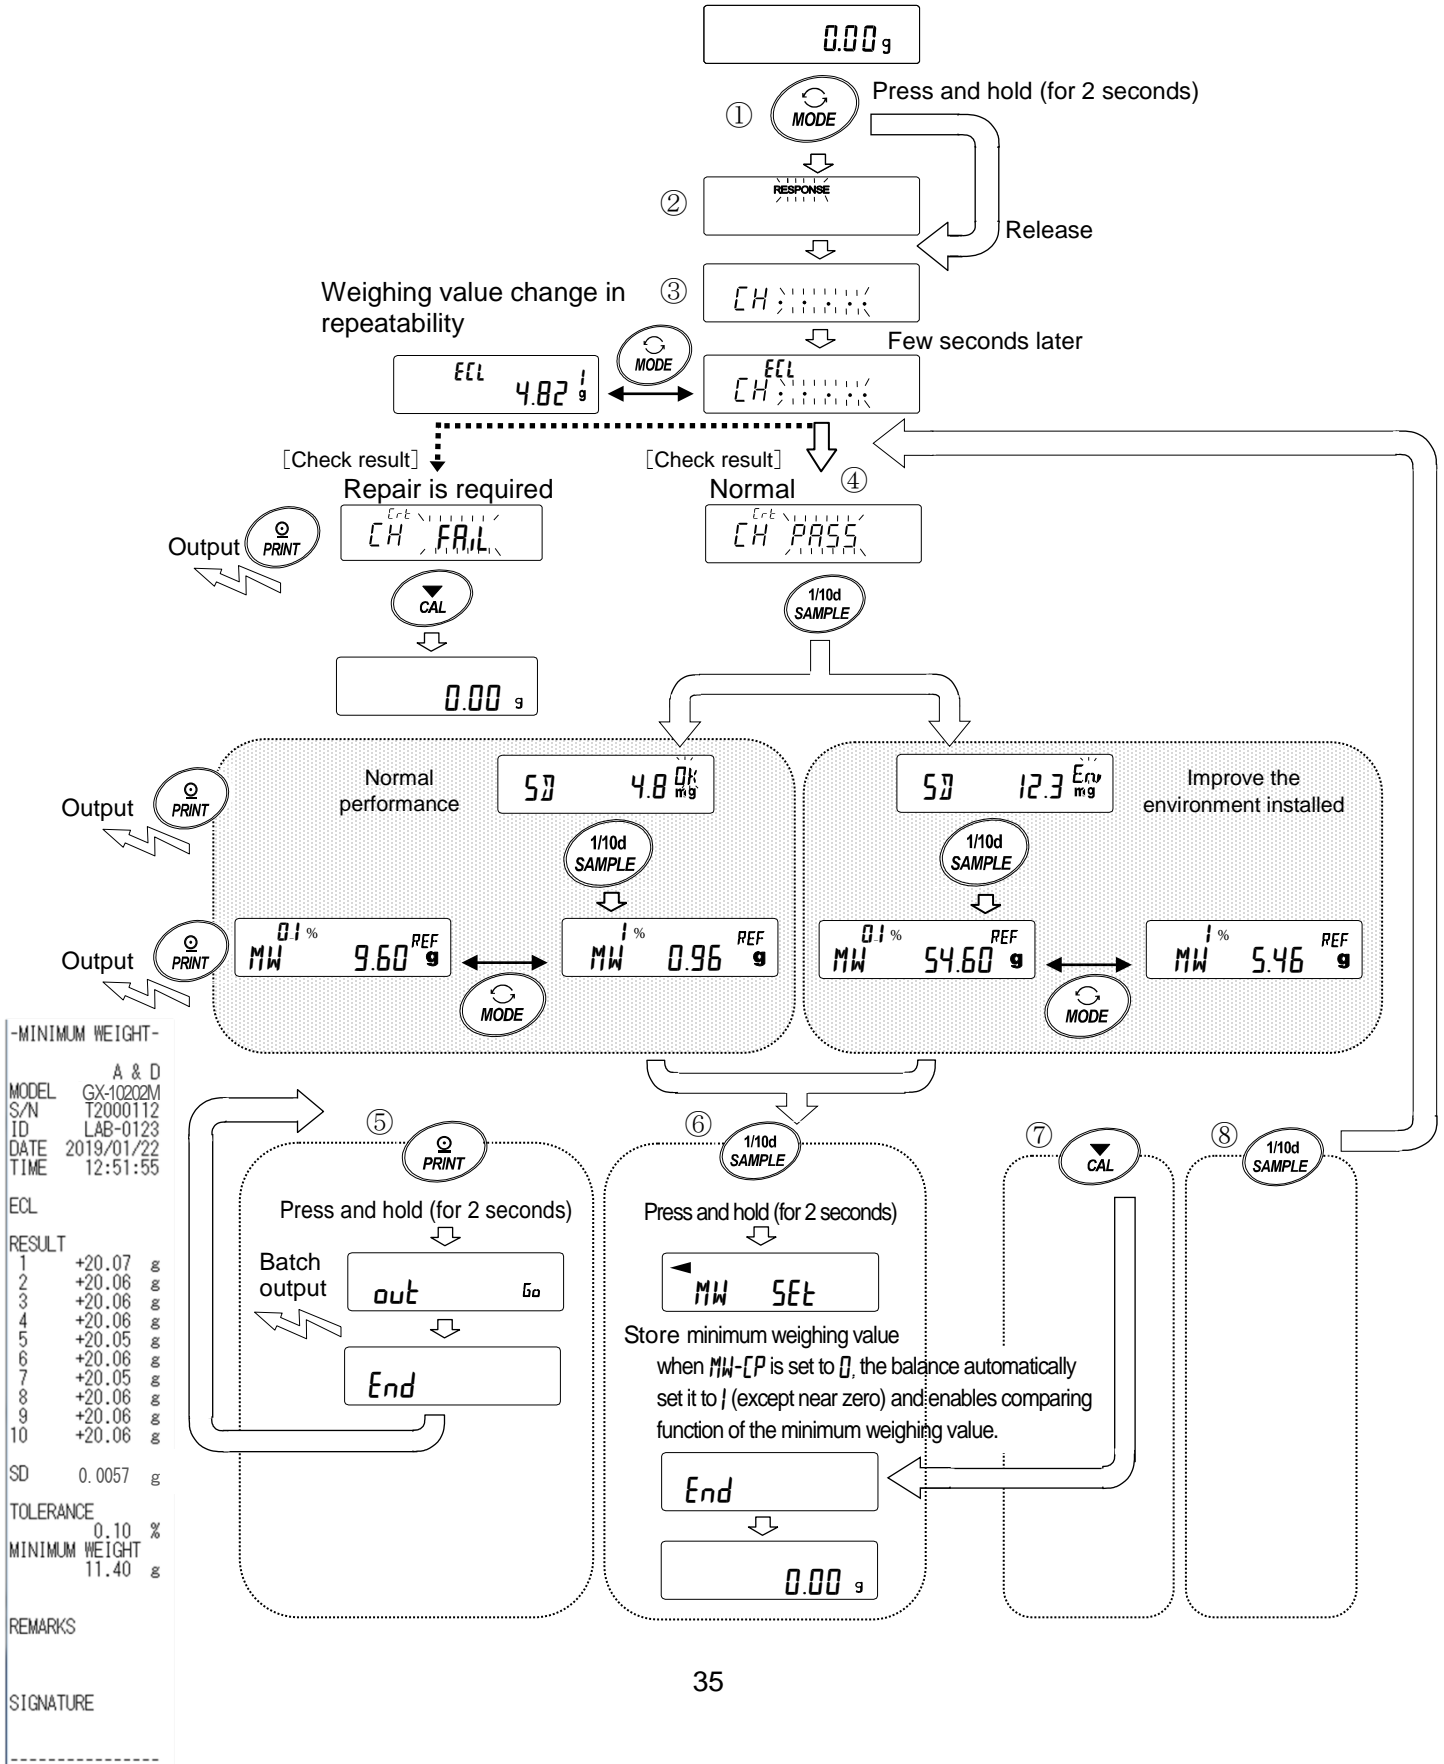 0.00 g
Press and hold (for 2 seconds)
①
MODE
②
RESPONSE
Release
Weighing value change in
repeatability
③
CH
MODE
Few seconds later
ECL
4.82 1 g
ECL
CH
[Check result]
Repair is required
[Check result]
Normal
④
Output
PRINT
Crt
CH FAiL
Crt
CH PASS
CAL
1/10d
SAMPLE
0.00 g
Output
PRINT
Normal
performance
SD 4.8 OK mg
SD 12.3 Env mg
Improve the
environment installed
1/10d
SAMPLE
1/10d
SAMPLE
Output
PRINT
0.1 %
MW 9.60 REF g
1 %
MW 0.96 REF g
MODE
0.1 %
MW 54.60 REF g
1 %
MW 5.46 REF g
MODE
-MINIMUM WEIGHT-
A & D
MODEL GX-10202M
S/N T2000112
ID LAB-0123
DATE 2019/01/22
TIME 12:51:55
ECL
RESULT
1 +20.07 g
2 +20.06 g
3 +20.06 g
4 +20.06 g
5 +20.05 g
6 +20.06 g
7 +20.05 g
8 +20.06 g
9 +20.06 g
10 +20.06 g
SD 0.0057 g
TOLERANCE
0.10 %
MINIMUM WEIGHT
11.40 g
REMARKS
SIGNATURE
----------------
⑤
PRINT
Press and hold (for 2 seconds)
Batch
output
out Go
End
⑥
1/10d
SAMPLE
Press and hold (for 2 seconds)
MW SEt
Store minimum weighing value
when MW-CP is set to 0, the balance automatically
set it to 1 (except near zero) and enables comparing
function of the minimum weighing value.
End
0.00 g
⑦
CAL
⑧
1/10d
SAMPLE
35